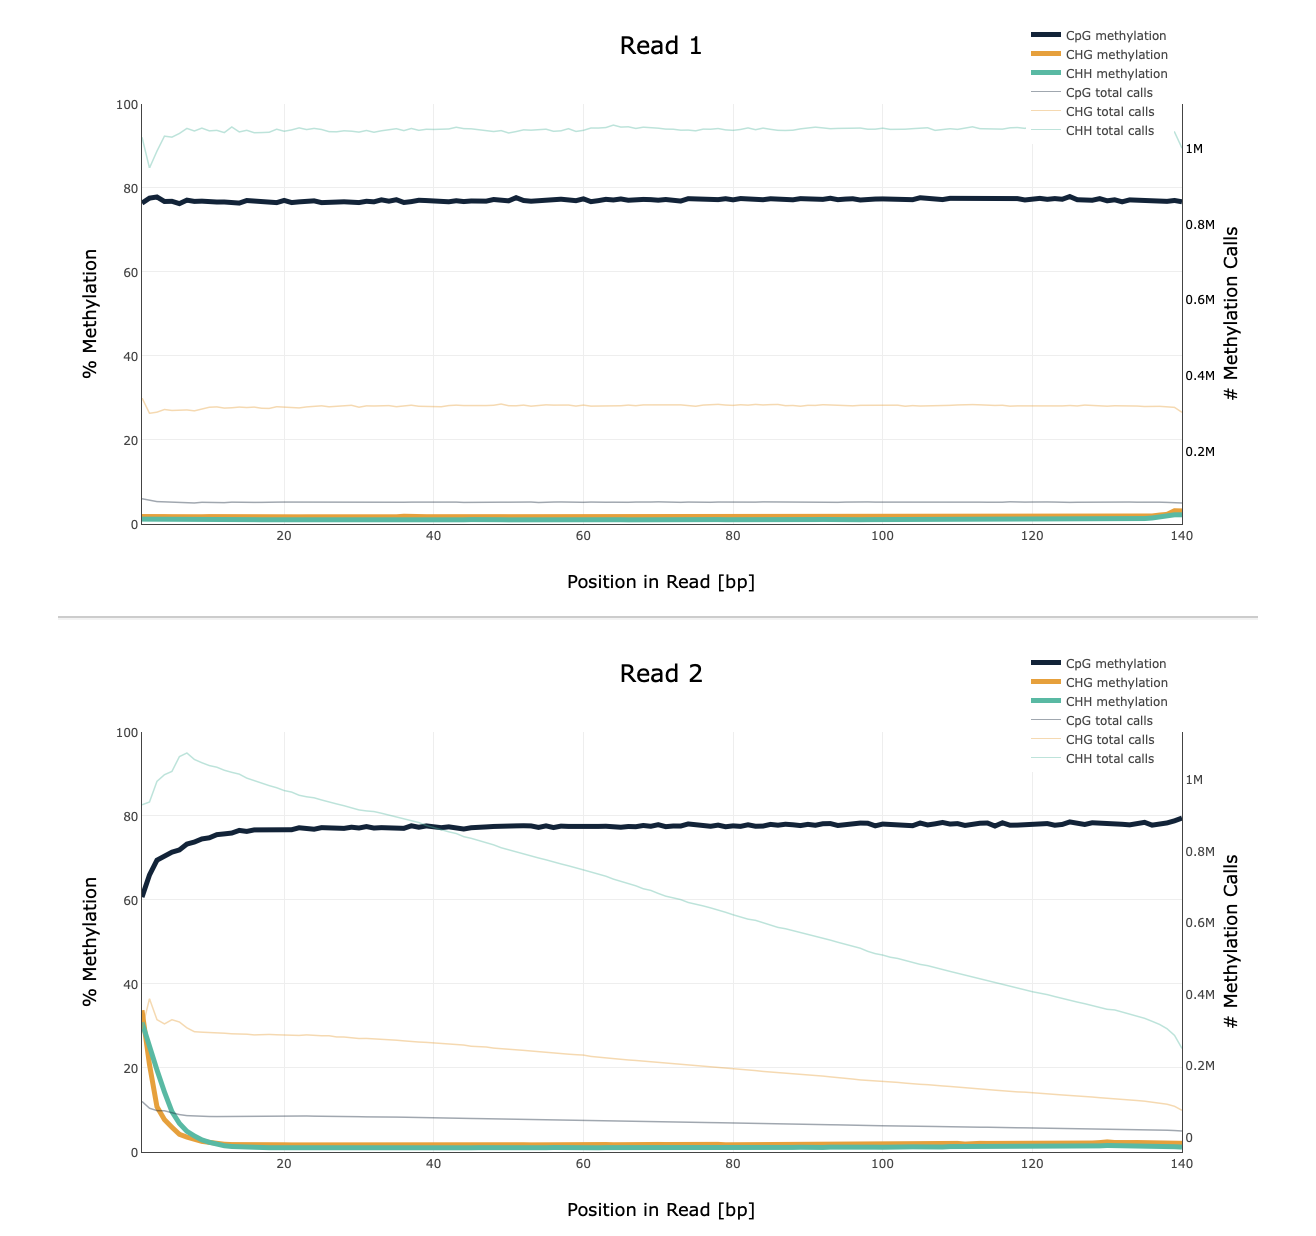 Read 1
CpG methylation
CHG methylation
CHH methylation
CpG total calls
CHG total calls
CHH total calls
100
80
60
40
20
0
% Methylation
1M
0.8M
0.6M
0.4M
0.2M
# Methylation Calls
20 40 60 80 100 120 140
Position in Read [bp]
Read 2
CpG methylation
CHG methylation
CHH methylation
CpG total calls
CHG total calls
CHH total calls
100
80
60
40
20
0
% Methylation
1M
0.8M
0.6M
0.4M
0.2M
0
# Methylation Calls
20 40 60 80 100 120 140
Position in Read [bp]